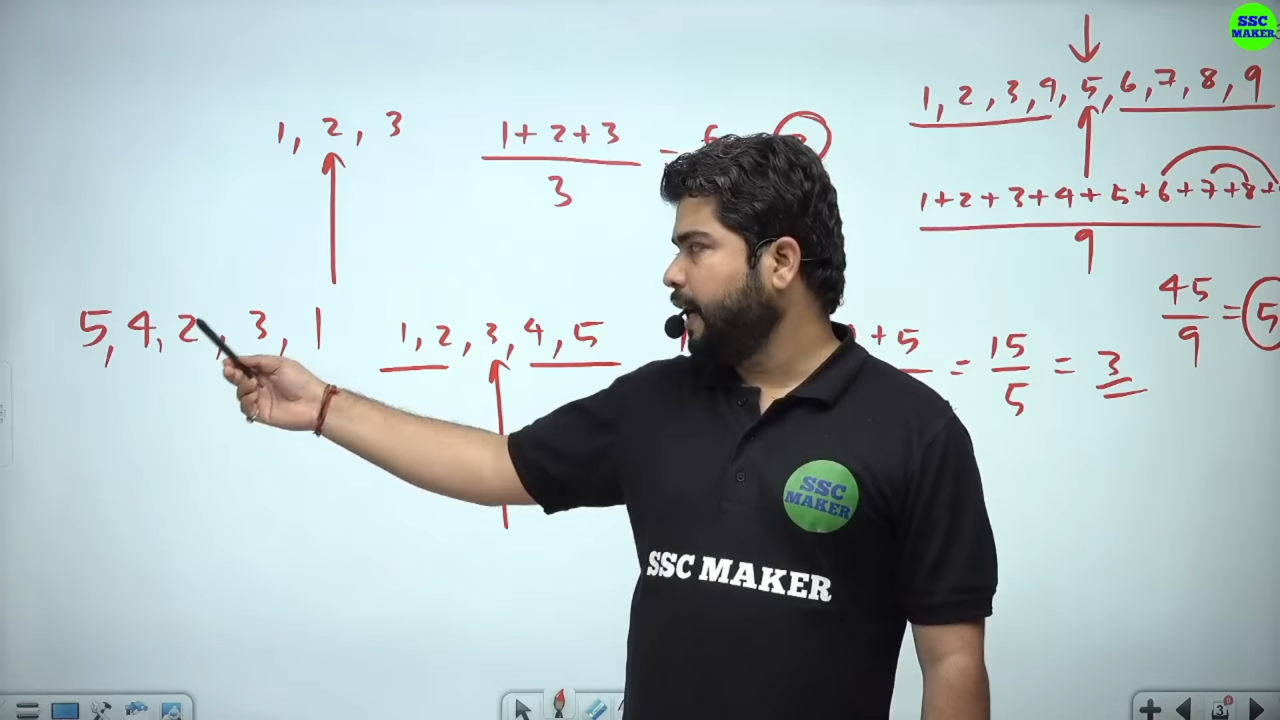 SSC
MAKER
1, 2, 3, 9, 5, 6, 7, 8, 9
1, 2, 3
1+2+3
3
1+2+3+4+5+6+7+8+
9
45
9
= 5
5, 4, 2, 3, 1
1, 2, 3, 4, 5
+5
= 15
5
= 3
SSC
MAKER
SSC MAKER
3